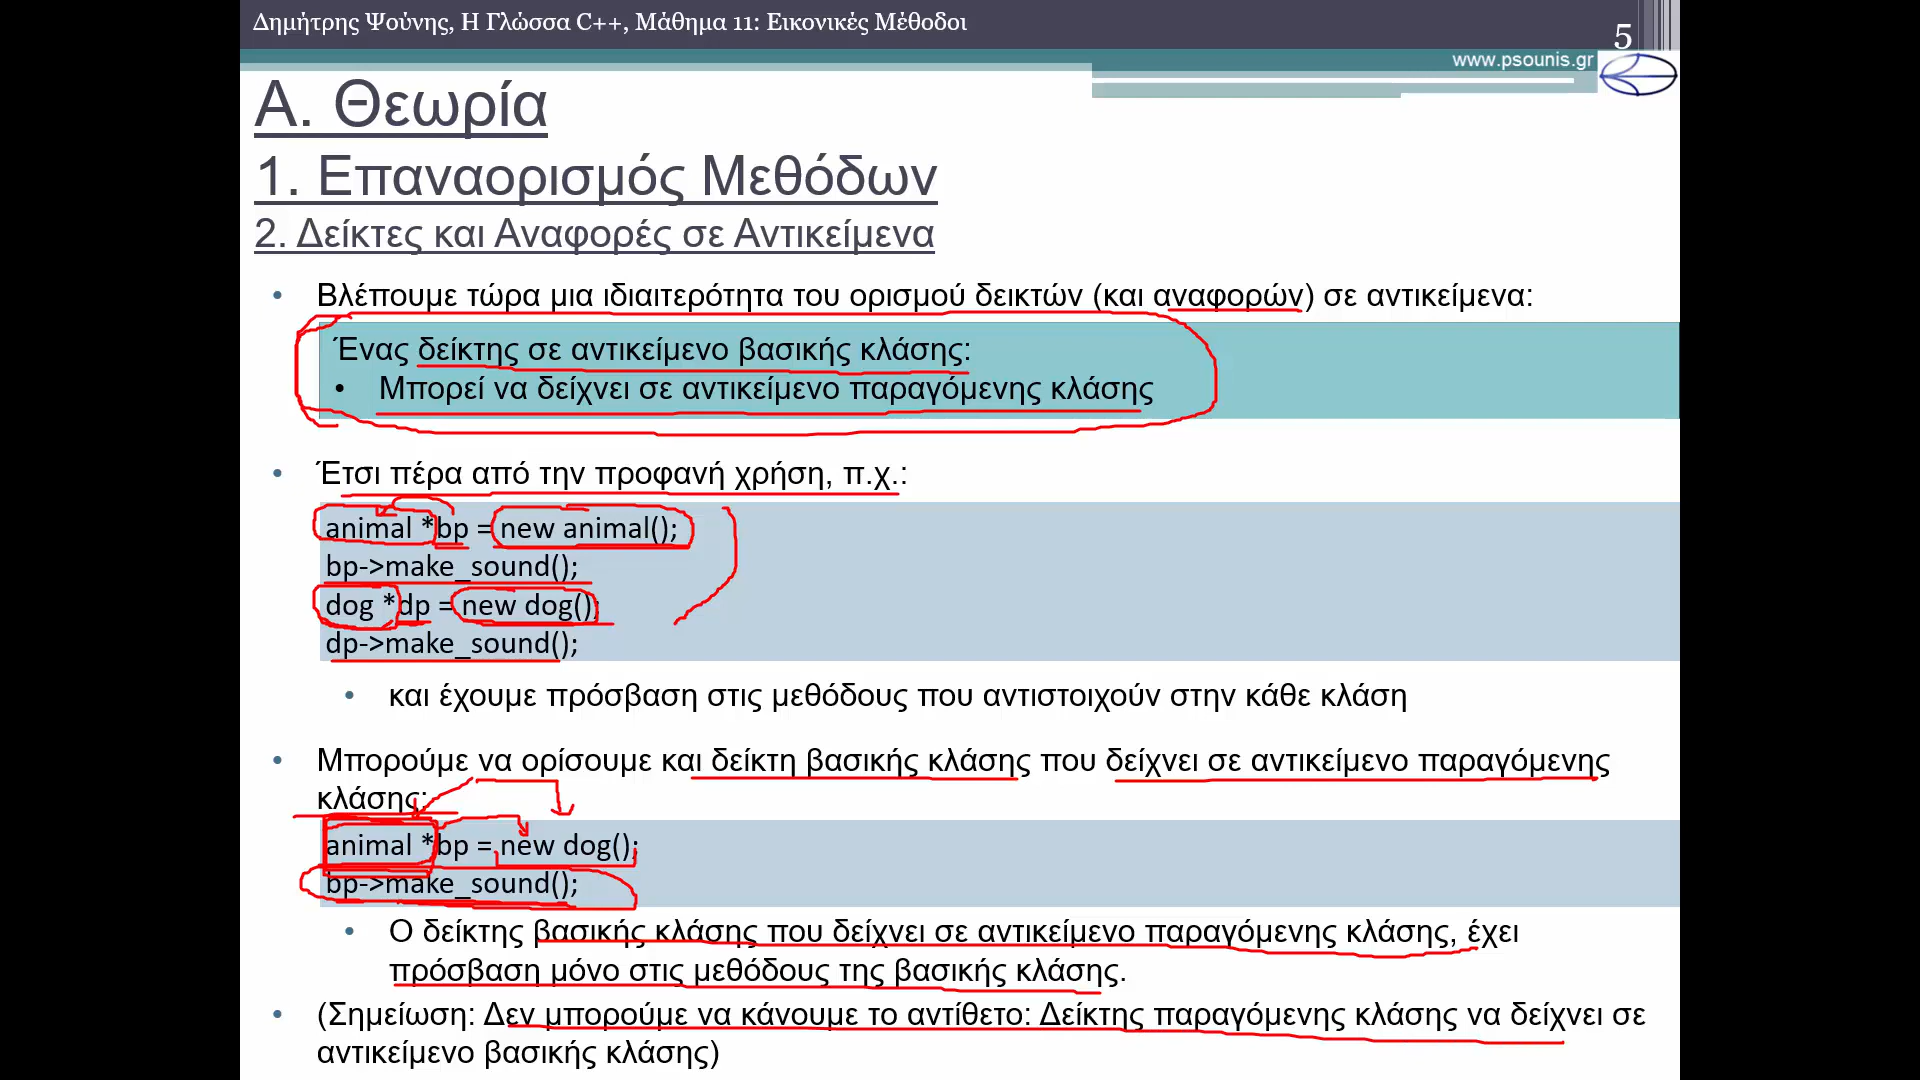 Δημήτρης Ψούνης, Η Γλώσσα C++, Μάθημα 11: Εικονικές Μέθοδοι
5
www.psounis.gr
Α. Θεωρία
1. Επαναορισμός Μεθόδων
2. Δείκτες και Αναφορές σε Αντικείμενα
• Βλέπουμε τώρα μια ιδιαιτερότητα του ορισμού δεικτών (και αναφορών) σε αντικείμενα:
Ένας δείκτης σε αντικείμενο βασικής κλάσης:
• Μπορεί να δείχνει σε αντικείμενο παραγόμενης κλάσης
• Έτσι πέρα από την προφανή χρήση, π.χ.:
animal *bp = new animal();
bp->make_sound();
dog *dp = new dog();
dp->make_sound();
• και έχουμε πρόσβαση στις μεθόδους που αντιστοιχούν στην κάθε κλάση
• Μπορούμε να ορίσουμε και δείκτη βασικής κλάσης που δείχνει σε αντικείμενο παραγόμενης
κλάσης:
animal *bp = new dog();
bp->make_sound();
• Ο δείκτης βασικής κλάσης που δείχνει σε αντικείμενο παραγόμενης κλάσης, έχει
πρόσβαση μόνο στις μεθόδους της βασικής κλάσης.
• (Σημείωση: Δεν μπορούμε να κάνουμε το αντίθετο: Δείκτης παραγόμενης κλάσης να δείχνει σε
αντικείμενο βασικής κλάσης)